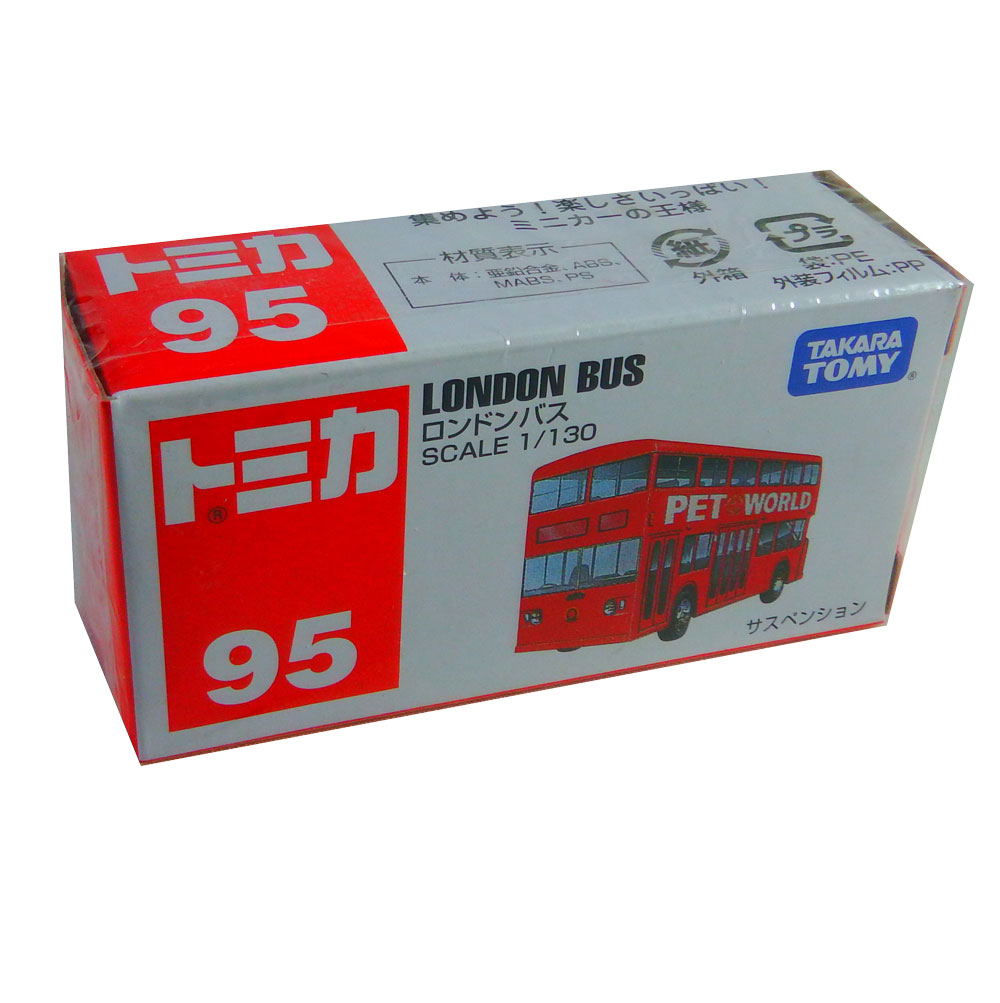 集めよう！楽しさいっぱい！
ミニカーの王様
材質表示
本 体：亜鉛合金、ABS、
MABS、PS
紙
外箱
プラ
袋:PE
外装フィルム:PP
トミカ
95
TAKARA
TOMY®
LONDON BUS
ロンドンバス
SCALE 1/130
トミカ®
95
PET WORLD
サスペンション